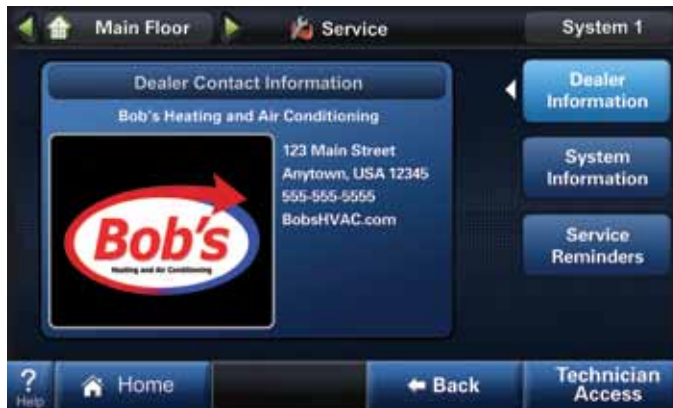 Main Floor
Service
System 1
Dealer Contact Information
Bob's Heating and Air Conditioning
123 Main Street
Anytown, USA 12345
555-555-5555
BobsHVAC.com
Bob's
Heating and Air Conditioning
Dealer
Information
System
Information
Service
Reminders
?
Help
Home
Back
Technician
Access